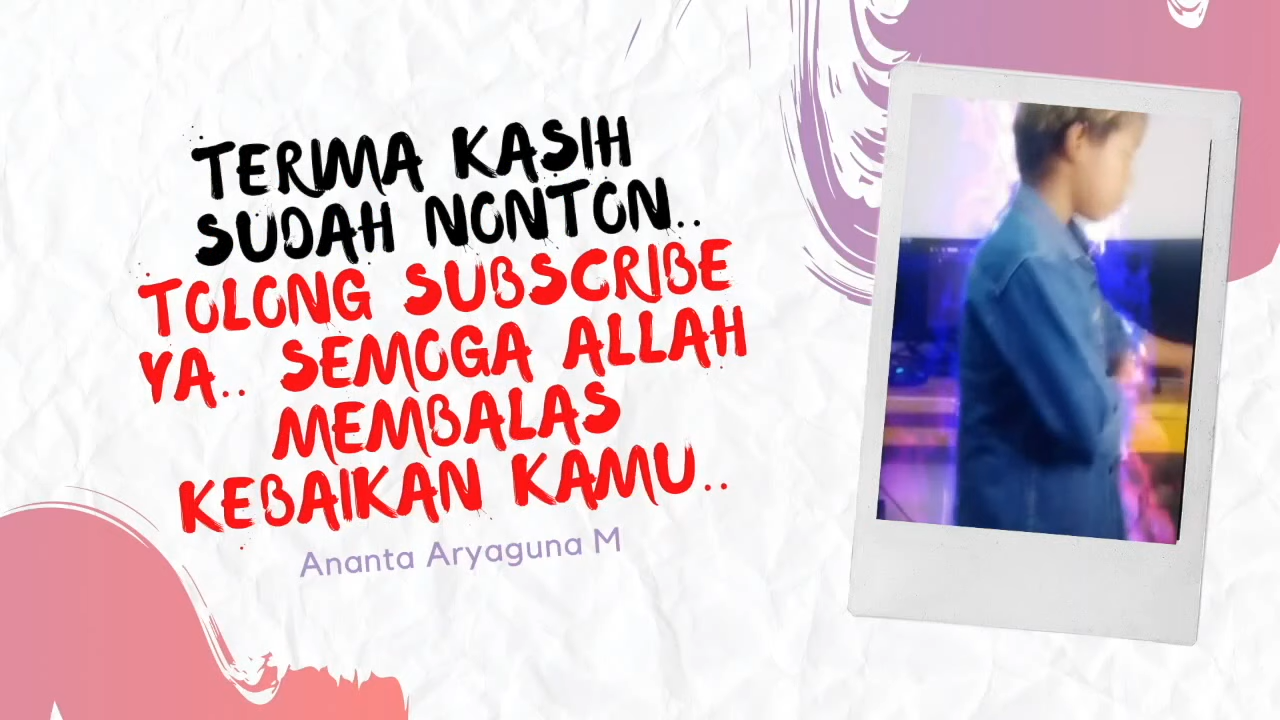 TERIMA KASIH
SUDAH NONTON..
TOLONG SUBSCRIBE
YA.. SEMOGA ALLAH
MEMBALAS
KEBAIKAN KAMU..
Ananta Aryaguna M